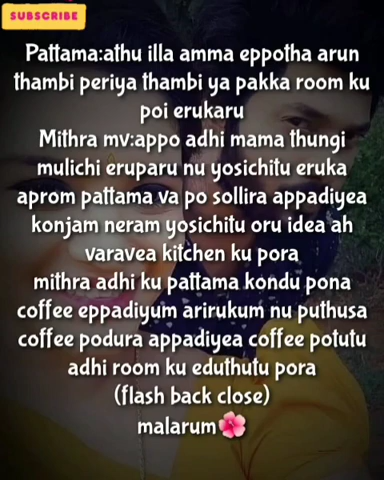 SUBSCRIBE
Pattama:athu illa amma eppotha arun
thambi periya thambi ya pakka room ku
poi erukaru
Mithra mv:appo adhi mama thungi
mulichi eruparu nu yosichitu eruka
aprom pattama va po sollira appadiyea
konjam neram yosichitu oru idea ah
varavea kitchen ku pora
mithra adhi ku pattama kondu pona
coffee eppadiyum arirukum nu puthusa
coffee podura appadiyea coffee potutu
adhi room ku eduthutu pora
(flash back close)
malarum🌺